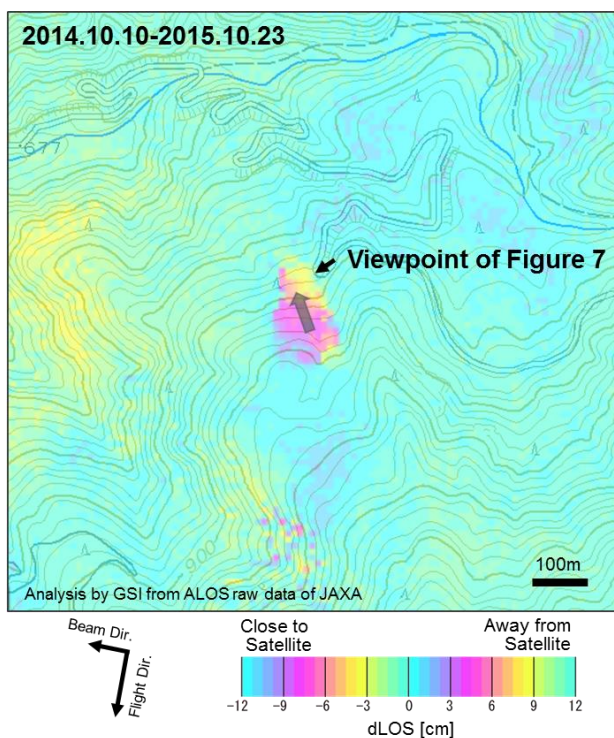 2014.10.10-2015.10.23
677
Viewpoint of Figure 7
900
100m
Analysis by GSI from ALOS raw data of JAXA
Beam Dir.
Flight Dir.
Close to Satellite
Away from Satellite
-12 -9 -6 -3 0 3 6 9 12
dLOS [cm]